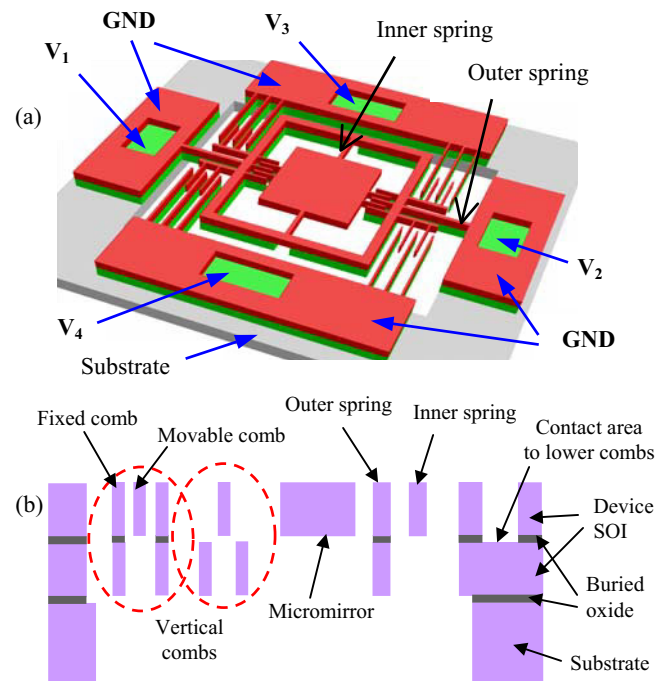 GND
V3
Inner spring
V1
Outer spring
(a)
V2
V4
GND
Substrate
Outer spring
Inner spring
Contact area
to lower combs
Fixed comb
Movable comb
(b)
Device
SOI
Micromirror
Buried
oxide
Vertical
combs
Substrate